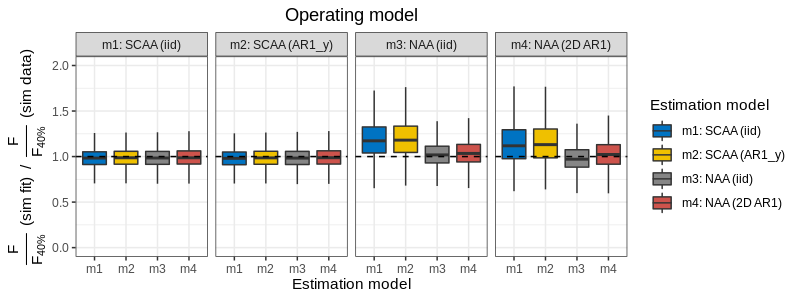 Operating model
m1: SCAA (iid)
m2: SCAA (AR1_y)
m3: NAA (iid)
m4: NAA (2D AR1)
F / F40% (sim fit) / F / F40% (sim data)
2.0
1.5
1.0
0.5
0.0
m1 m2 m3 m4
m1 m2 m3 m4
m1 m2 m3 m4
m1 m2 m3 m4
Estimation model
Estimation model
m1: SCAA (iid)
m2: SCAA (AR1_y)
m3: NAA (iid)
m4: NAA (2D AR1)